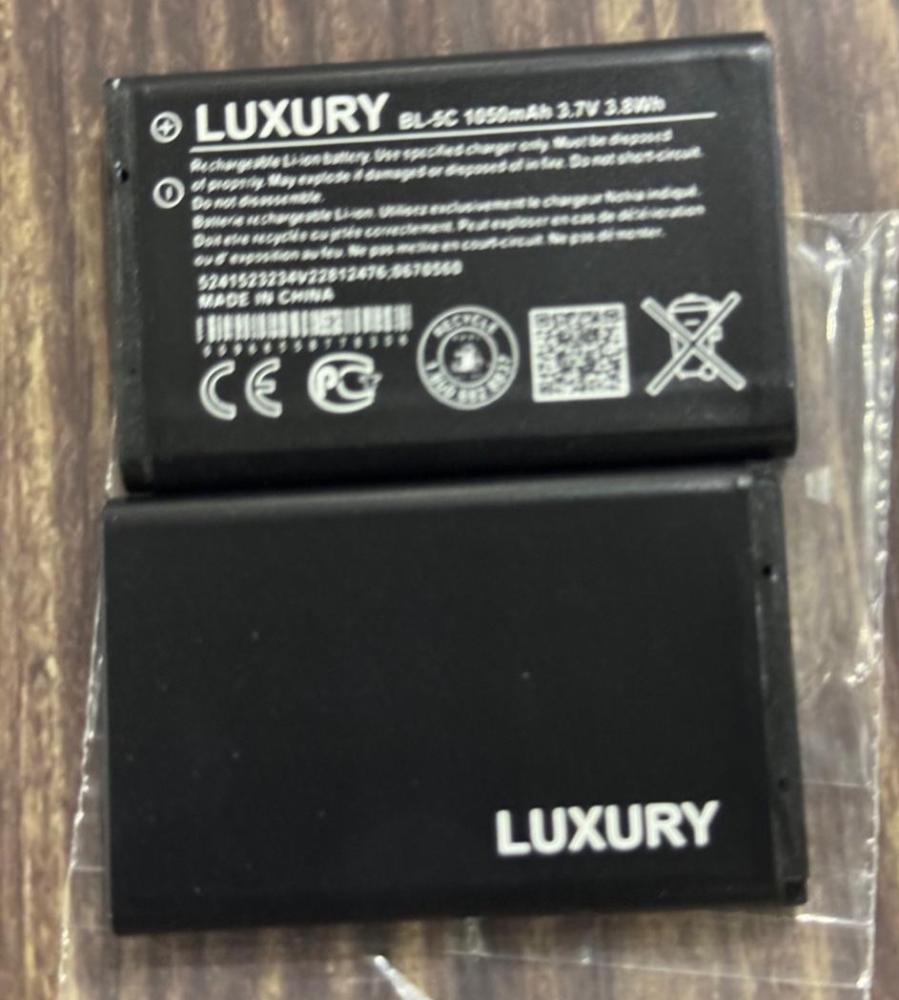 LUXURY BL-5C 1050mAh 3.7V 3.8Wh
Rechargeable Li-ion battery. Use specified charger only. Must be disposed
of properly. May explode if damaged or disposed of in fire. Do not short-circuit.
Do not disassemble.
Batterie rechargeable Li-ion. Utilisez exclusivement le chargeur Nokia indiqué.
Doit etre recyclé ou jetée correctement. Peut exploser en cas de détérioration
ou d' exposition au feu. Ne pas mettre en court-circuit. Ne pas démonter.
5241523234V22812476,8670560
MADE IN CHINA
CE
RECYCLE
LUXURY